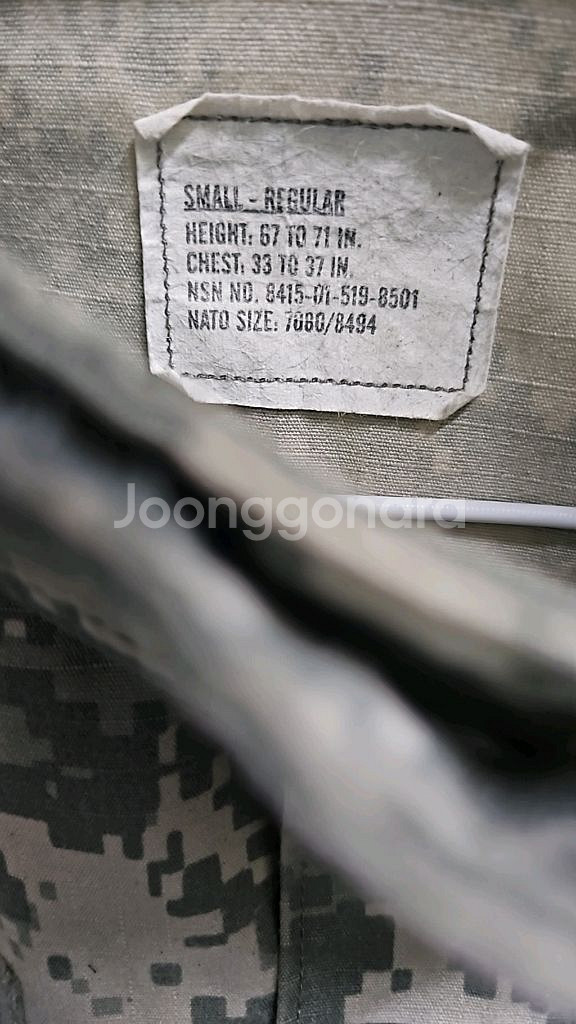 SMALL - REGULAR
HEIGHT: 67 TO 71 IN.
CHEST: 33 TO 37 IN.
NSN NO. 8415-01-519-8501
NATO SIZE: 7080/8494
Joonggonara